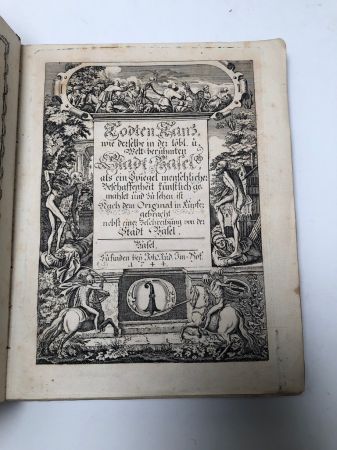 Todten Tanz,
wie derselbe in der löbl. u.
Welt-berühmten
Stadt Basel
als ein Spiegel menschlicher
Beschaffenheit künstlich ge
mahlet und zu sehen ist
Nach dem Original in Kupfer
gebracht
nebst einer Beschreibung von der
Stadt Basel.
Basel,
Zu finden bey Joh. Rud. Im-Hof.
1744.